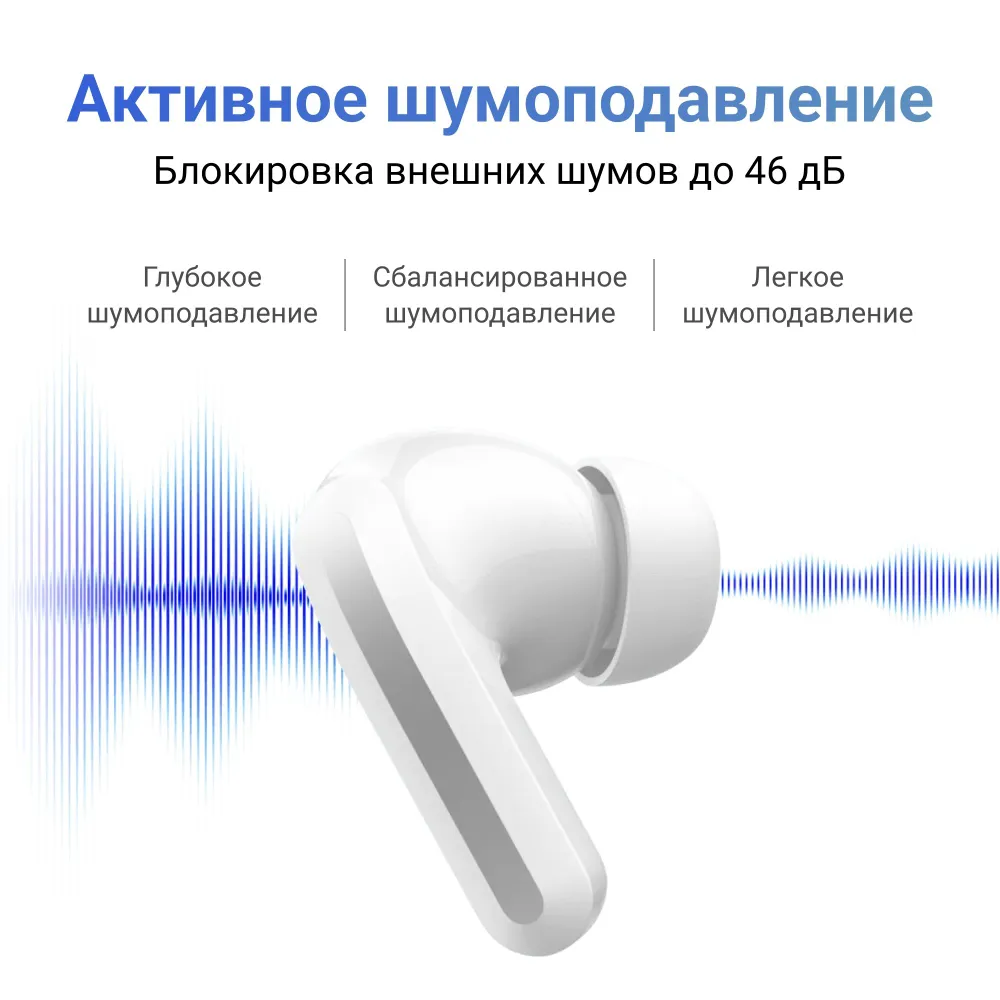 Активное шумоподавление
Блокировка внешних шумов до 46 дБ
Глубокое
шумоподавление
Сбалансированное
шумоподавление
Легкое
шумоподавление